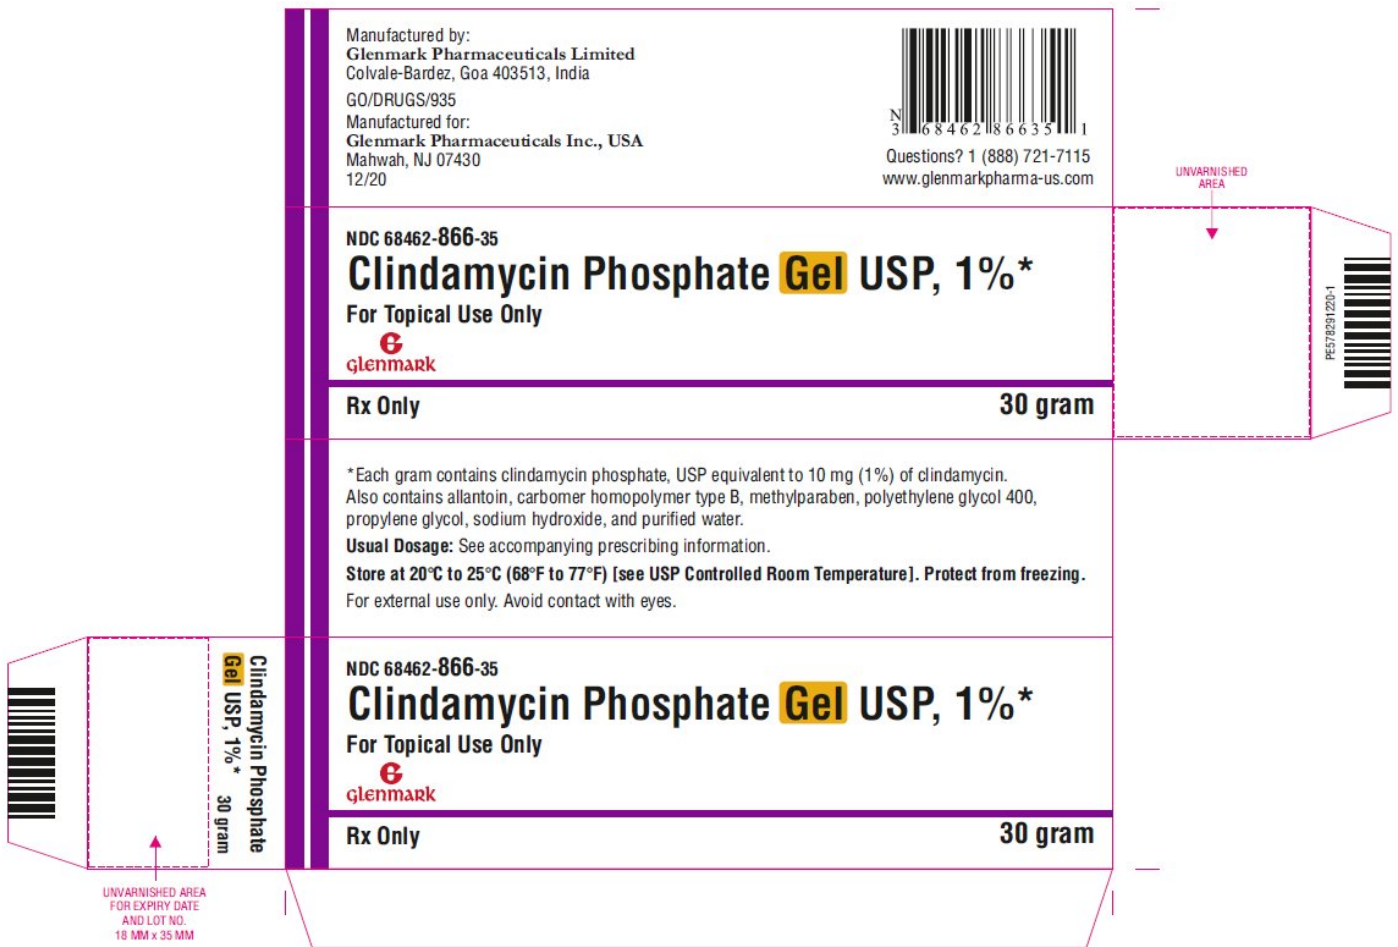 Manufactured by:
Glenmark Pharmaceuticals Limited
Colvale-Bardez, Goa 403513, India
GO/DRUGS/935
Manufactured for:
Glenmark Pharmaceuticals Inc., USA
Mahwah, NJ 07430
12/20
N
3 68462 86635 1
Questions? 1 (888) 721-7115
www.glenmarkpharma-us.com
UNVARNISHED
AREA
NDC 68462-866-35
Clindamycin Phosphate Gel USP, 1%*
For Topical Use Only
Glenmark
Rx Only
30 gram
PE578291220-1
*Each gram contains clindamycin phosphate, USP equivalent to 10 mg (1%) of clindamycin.
Also contains allantoin, carbomer homopolymer type B, methylparaben, polyethylene glycol 400,
propylene glycol, sodium hydroxide, and purified water.
Usual Dosage: See accompanying prescribing information.
Store at 20°C to 25°C (68°F to 77°F) [see USP Controlled Room Temperature]. Protect from freezing.
For external use only. Avoid contact with eyes.
Clindamycin Phosphate
Gel USP, 1%*
30 gram
NDC 68462-866-35
Clindamycin Phosphate Gel USP, 1%*
For Topical Use Only
Glenmark
Rx Only
30 gram
UNVARNISHED AREA
FOR EXPIRY DATE
AND LOT NO.
18 MM x 35 MM